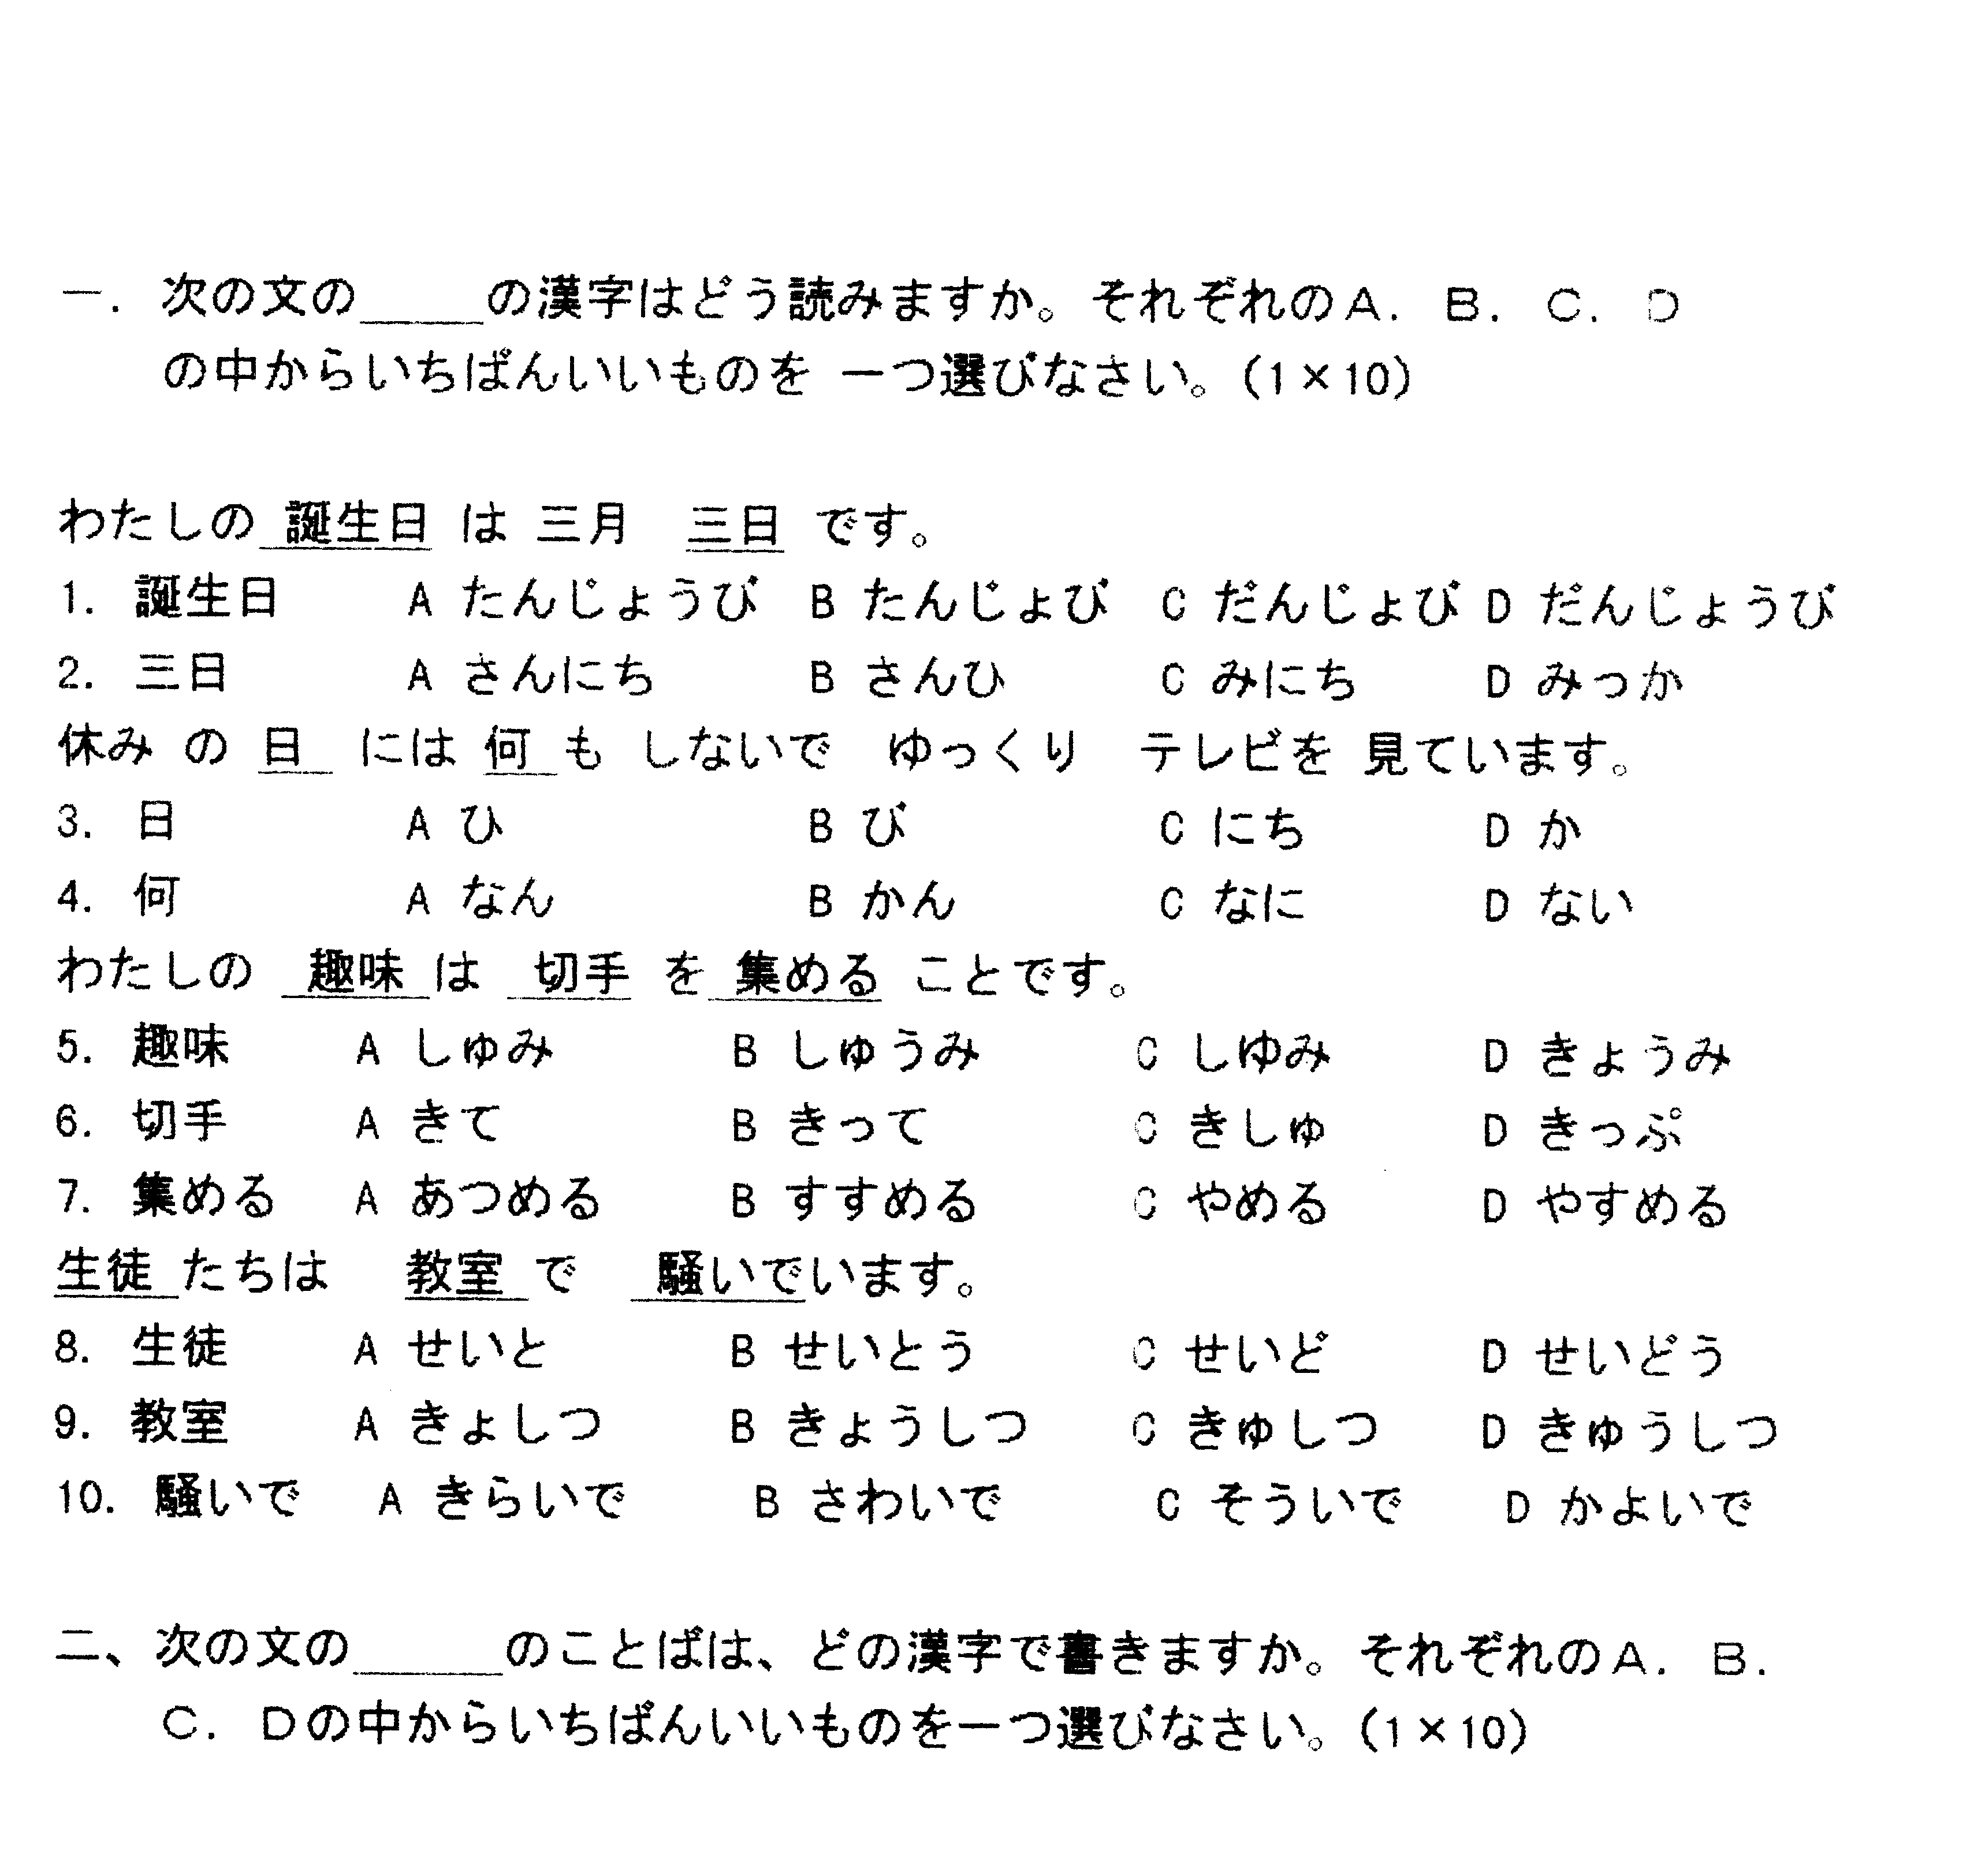 一．次の文の_____の漢字はどう読みますか。それぞれのＡ．Ｂ．Ｃ．Ｄ
の中からいちばんいいものを 一つ選びなさい。(1×10)
わたしの 誕生日 は 三月 三日 です。
1. 誕生日 A たんじょうび B たんじょび C だんじょび D だんじょうび
2. 三日 A さんにち B さんひ C みにち D みっか
休み の 日 には 何 も しないで ゆっくり テレビを 見ています。
3. 日 A ひ B び C にち D か
4. 何 A なん B かん C なに D ない
わたしの 趣味 は 切手 を 集める ことです。
5. 趣味 A しゅみ B しゅうみ C しゆみ D きょうみ
6. 切手 A きて B きって C きしゅ D きっぷ
7. 集める A あつめる B すすめる C やめる D やすめる
生徒 たちは 教室 で 騒いでいます。
8. 生徒 A せいと B せいとう C せいど D せいどう
9. 教室 A きょしつ B きょうしつ C きゅしつ D きゅうしつ
10. 騒いで A きらいで B さわいで C そういで D かよいで
二、次の文の______のことばは、どの漢字で書きますか。それぞれのＡ．Ｂ．
Ｃ．Ｄの中からいちばんいいものを一つ選びなさい。(1×10)